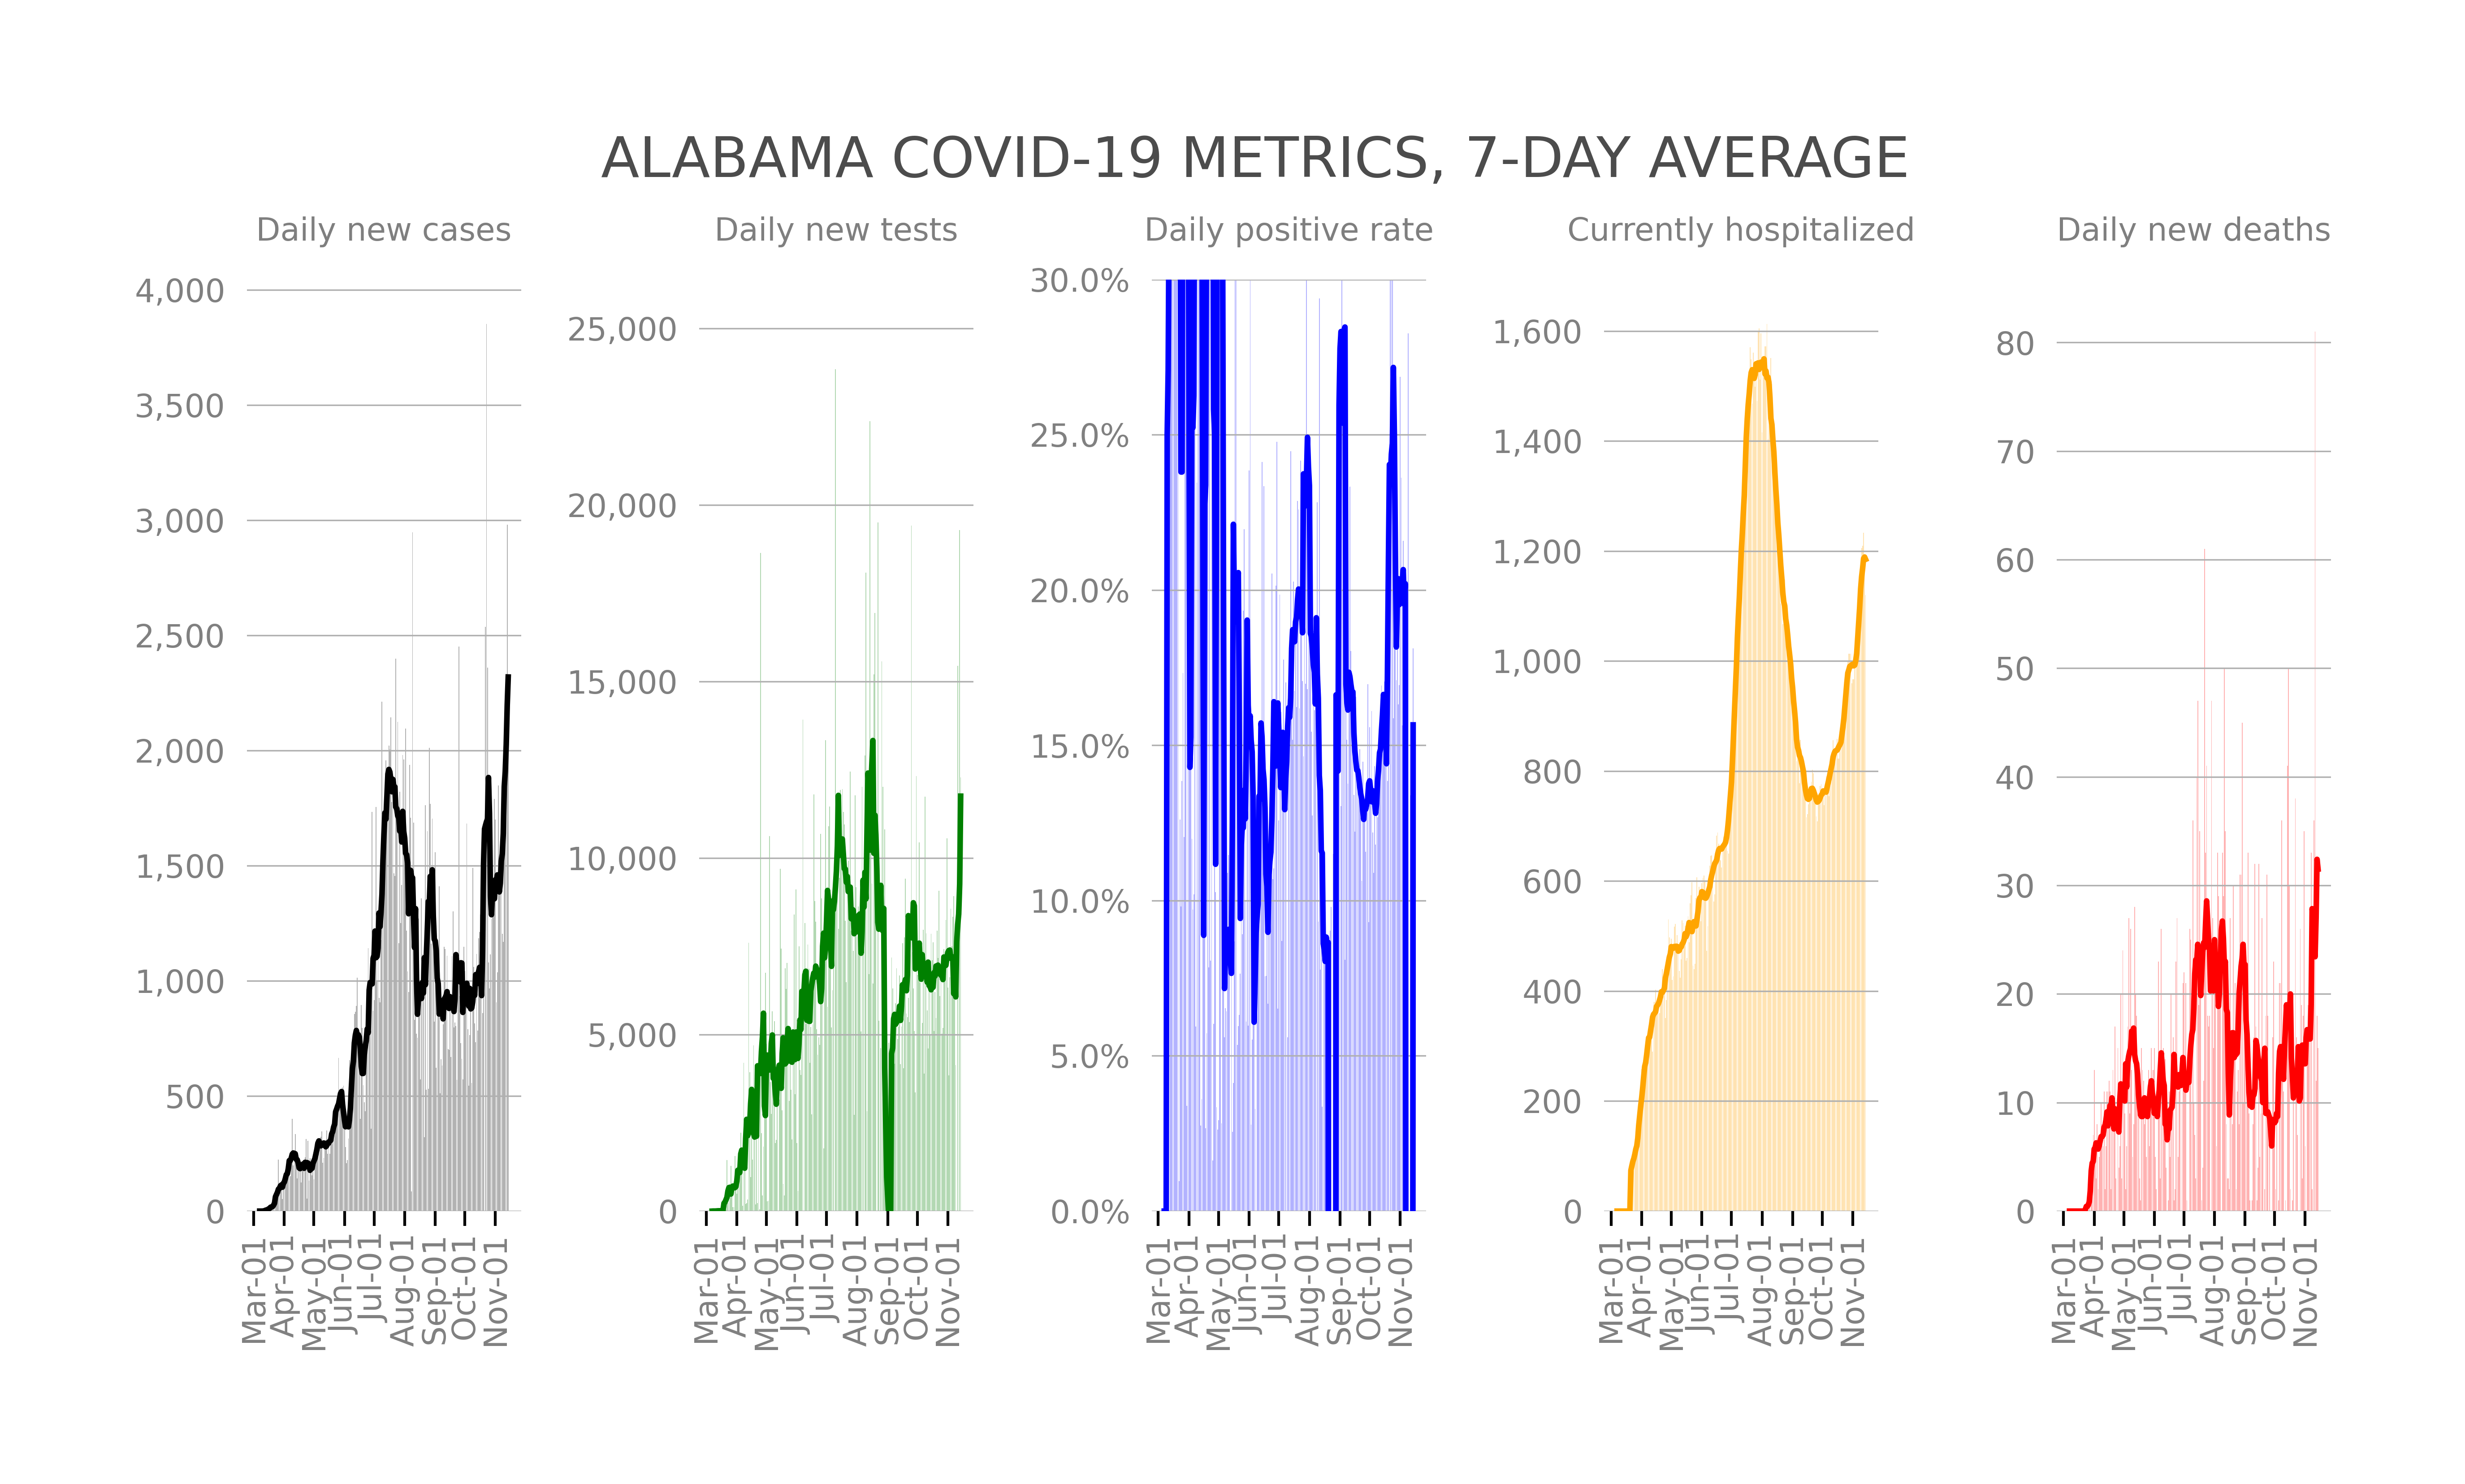 ALABAMA COVID-19 METRICS, 7-DAY AVERAGE
Daily new cases
4,000
3,500
3,000
2,500
2,000
1,500
1,000
500
0
Mar-01
Apr-01
May-01
Jun-01
Jul-01
Aug-01
Sep-01
Oct-01
Nov-01
Daily new tests
25,000
20,000
15,000
10,000
5,000
0
Mar-01
Apr-01
May-01
Jun-01
Jul-01
Aug-01
Sep-01
Oct-01
Nov-01
Daily positive rate
30.0%
25.0%
20.0%
15.0%
10.0%
5.0%
0.0%
Mar-01
Apr-01
May-01
Jun-01
Jul-01
Aug-01
Sep-01
Oct-01
Nov-01
Currently hospitalized
1,600
1,400
1,200
1,000
800
600
400
200
0
Mar-01
Apr-01
May-01
Jun-01
Jul-01
Aug-01
Sep-01
Oct-01
Nov-01
Daily new deaths
80
70
60
50
40
30
20
10
0
Mar-01
Apr-01
May-01
Jun-01
Jul-01
Aug-01
Sep-01
Oct-01
Nov-01